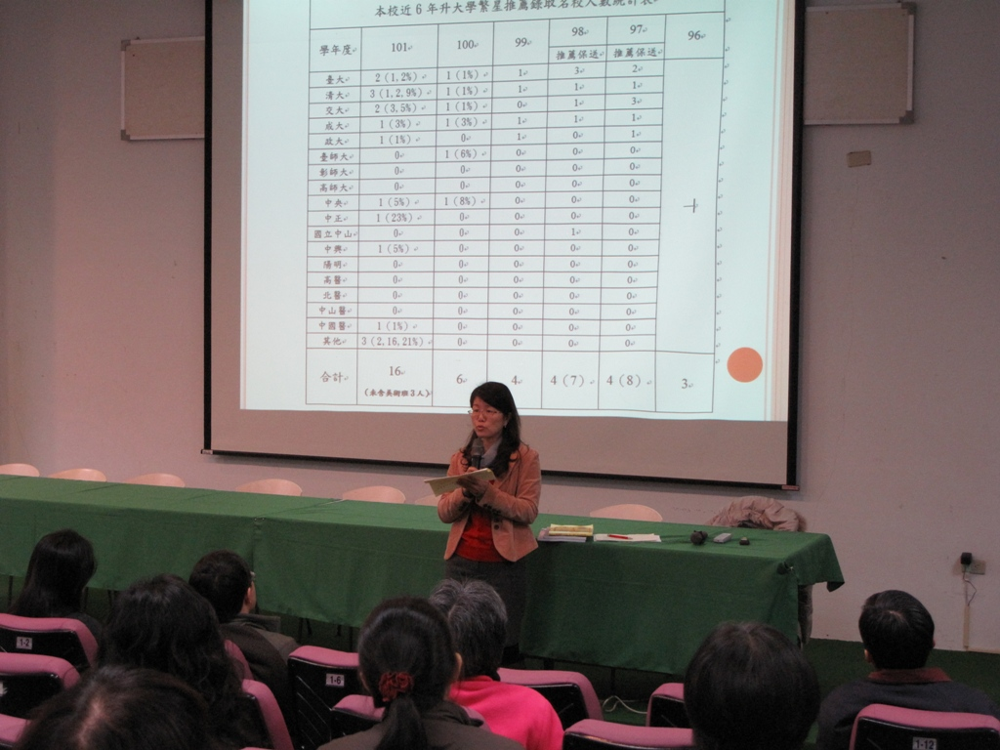 本校近6年升大學繁星推薦錄取名校人數統計表
學年度 101 100 99 98 97 96
推薦保送 推薦保送
臺大 2(1,2%) 1(1%) 1 3 2
清大 3(1,2,9%) 1(1%) 1 1 1
交大 2(3,5%) 1(1%) 0 1 3
成大 1(3%) 1(3%) 1 1 1
政大 1(1%) 0 1 0 1
臺師大 0 1(6%) 0 0 0
彰師大 0 0 0 0 0
高師大 0 0 0 0 0
中央 1(5%) 1(8%) 0 0 0
中正 1(23%) 0 0 0 0
國立中山 0 0 0 1 0
中興 1(5%) 0 0 0 0
陽明 0 0 0 0 0
高醫 0 0 0 0 0
北醫 0 0 0 0 0
中山醫 0 0 0 0 0
中國醫 1(1%) 0 0 0 0
其他 3(2,16,21%) 0 0 0 0
合計 16 6 4 4(7) 4(8) 3
(未含美術班3人)
1-2
1-6
1-12